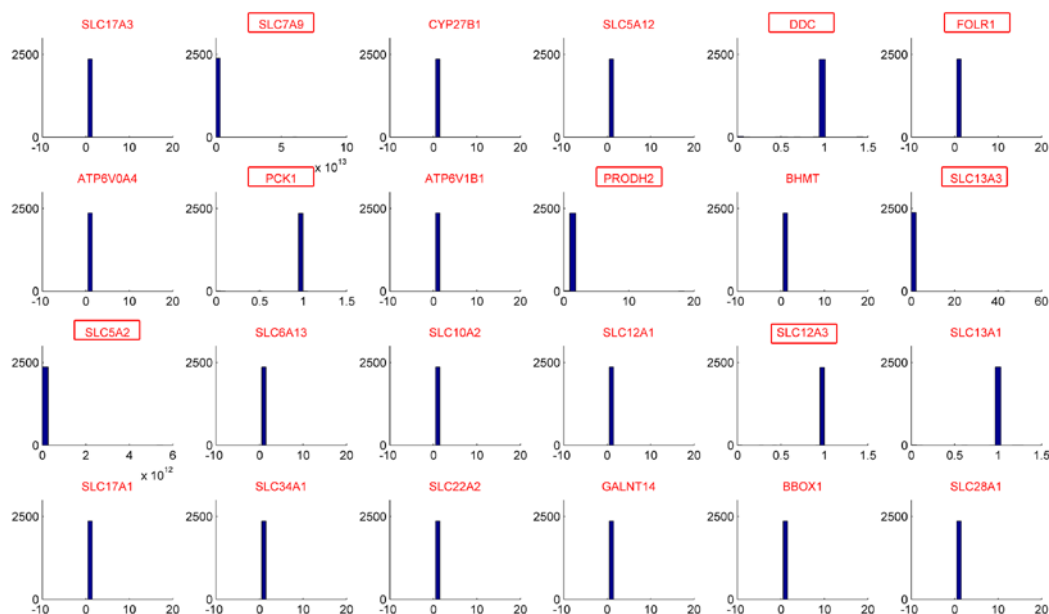 SLC17A3 SLC7A9 CYP27B1 SLC5A12 DDC FOLR1
2500 2500 2500 2500 2500 2500
0 0 0 0 0 0
-10 0 10 20 0 5 10 -10 0 10 20 -10 0 10 20 0 0.5 1 1.5 -10 0 10 20
x 10^13
ATP6V0A4 PCK1 ATP6V1B1 PRODH2 BHMT SLC13A3
2500 2500 2500 2500 2500 2500
0 0 0 0 0 0
-10 0 10 20 0 0.5 1 1.5 -10 0 10 20 0 10 20 -10 0 10 20 0 20 40 60
SLC5A2 SLC6A13 SLC10A2 SLC12A1 SLC12A3 SLC13A1
2500 2500 2500 2500 2500 2500
0 0 0 0 0 0
0 2 4 6 -10 0 10 20 -10 0 10 20 -10 0 10 20 0 0.5 1 1.5 0 0.5 1 1.5
x 10^12
SLC17A1 SLC34A1 SLC22A2 GALNT14 BBOX1 SLC28A1
2500 2500 2500 2500 2500 2500
0 0 0 0 0 0
-10 0 10 20 -10 0 10 20 -10 0 10 20 -10 0 10 20 -10 0 10 20 -10 0 10 20